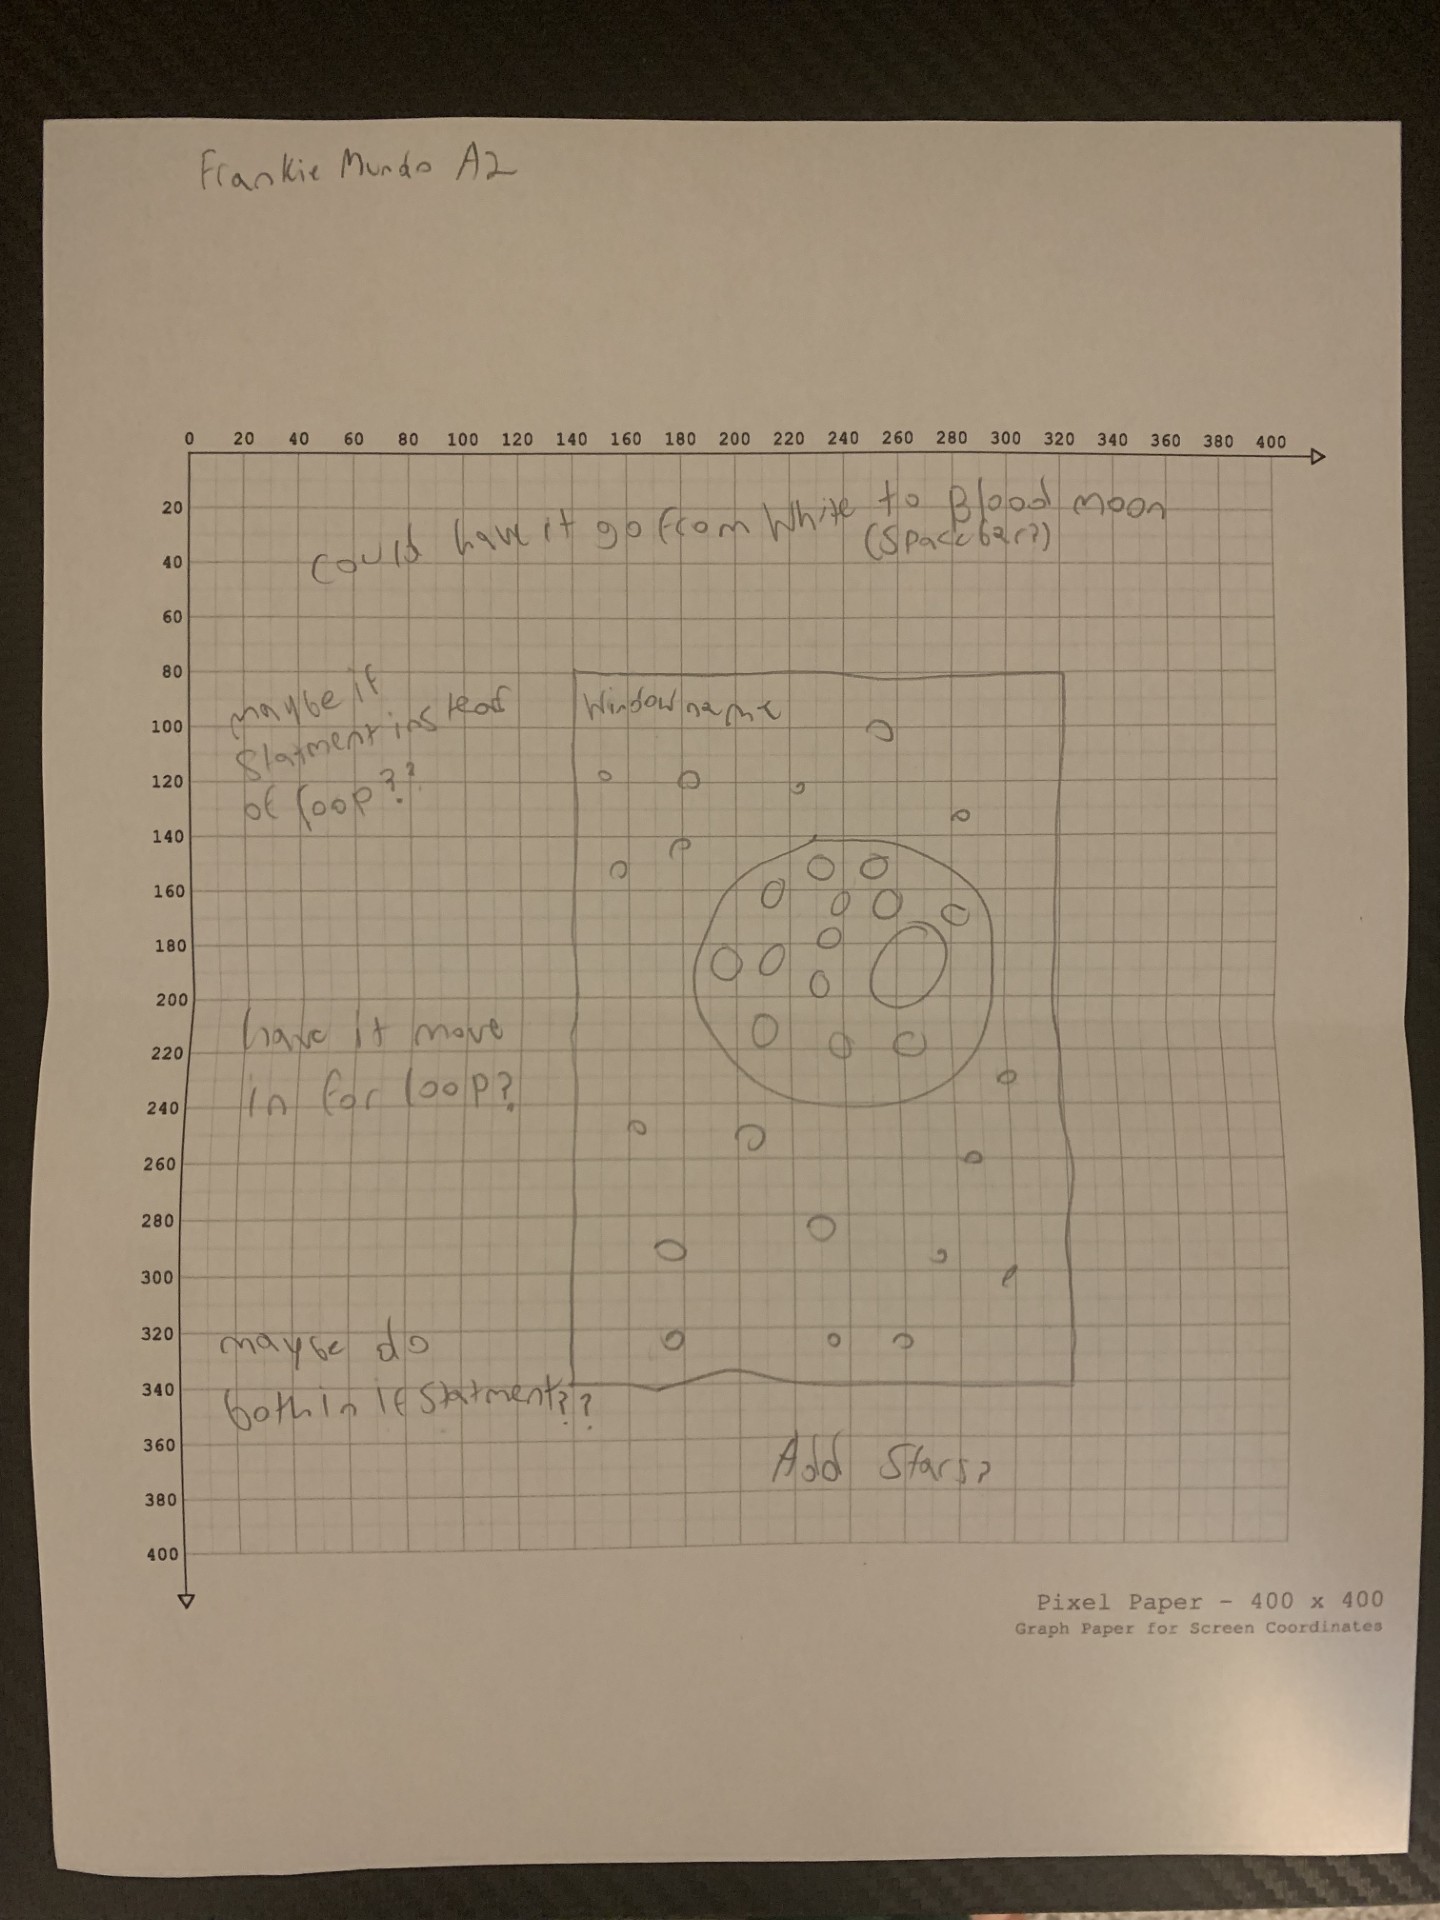 Frankie Mundo A2
0 20 40 60 80 100 120 140 160 180 200 220 240 260 280 300 320 340 360 380 400
20
40
60
80
100
120
140
160
180
200
220
240
260
280
300
320
340
360
380
400
could have it go from White to Blood moon
(Spacebar?)
maybe if
statment instead
of loop??
Window name
have it move
in for loop?
maybe do
both in if statment??
Add Stars?
Pixel Paper - 400 x 400
Graph Paper for Screen Coordinates